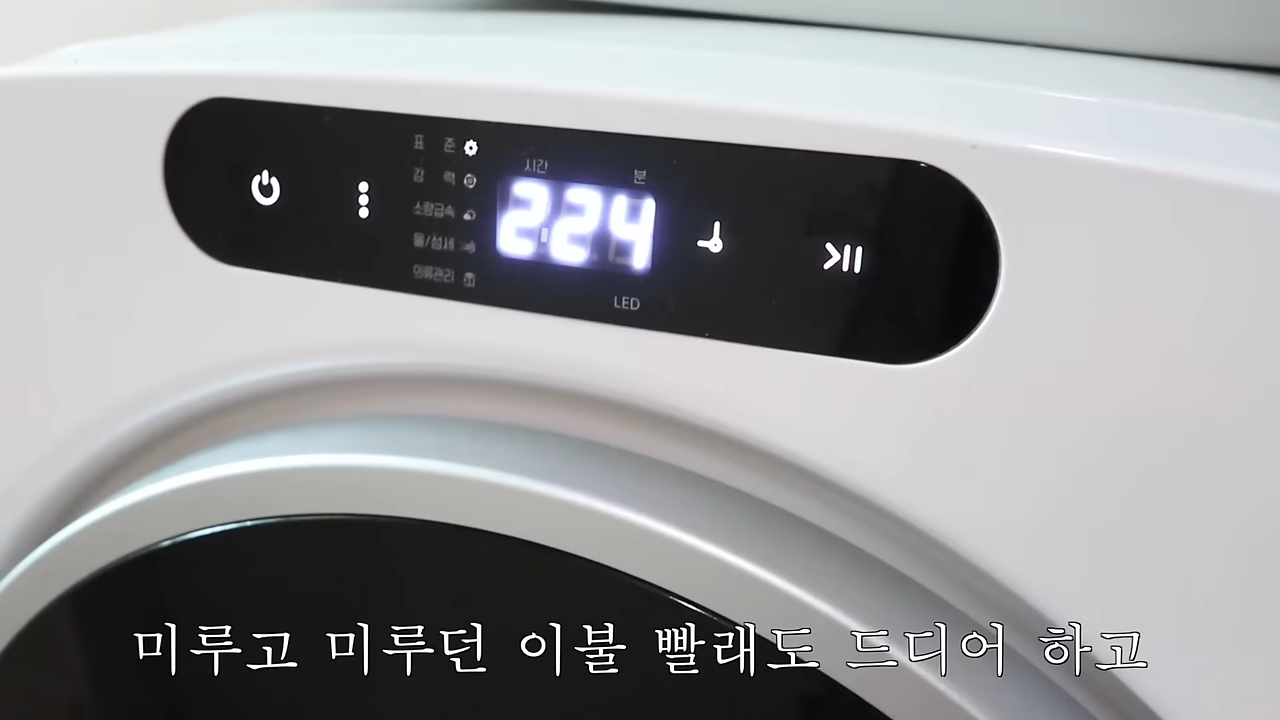 표 준
강 력
소량급속
울/섬세
의류관리
시간 분
2:24
LED
미루고 미루던 이불 빨래도 드디어 하고